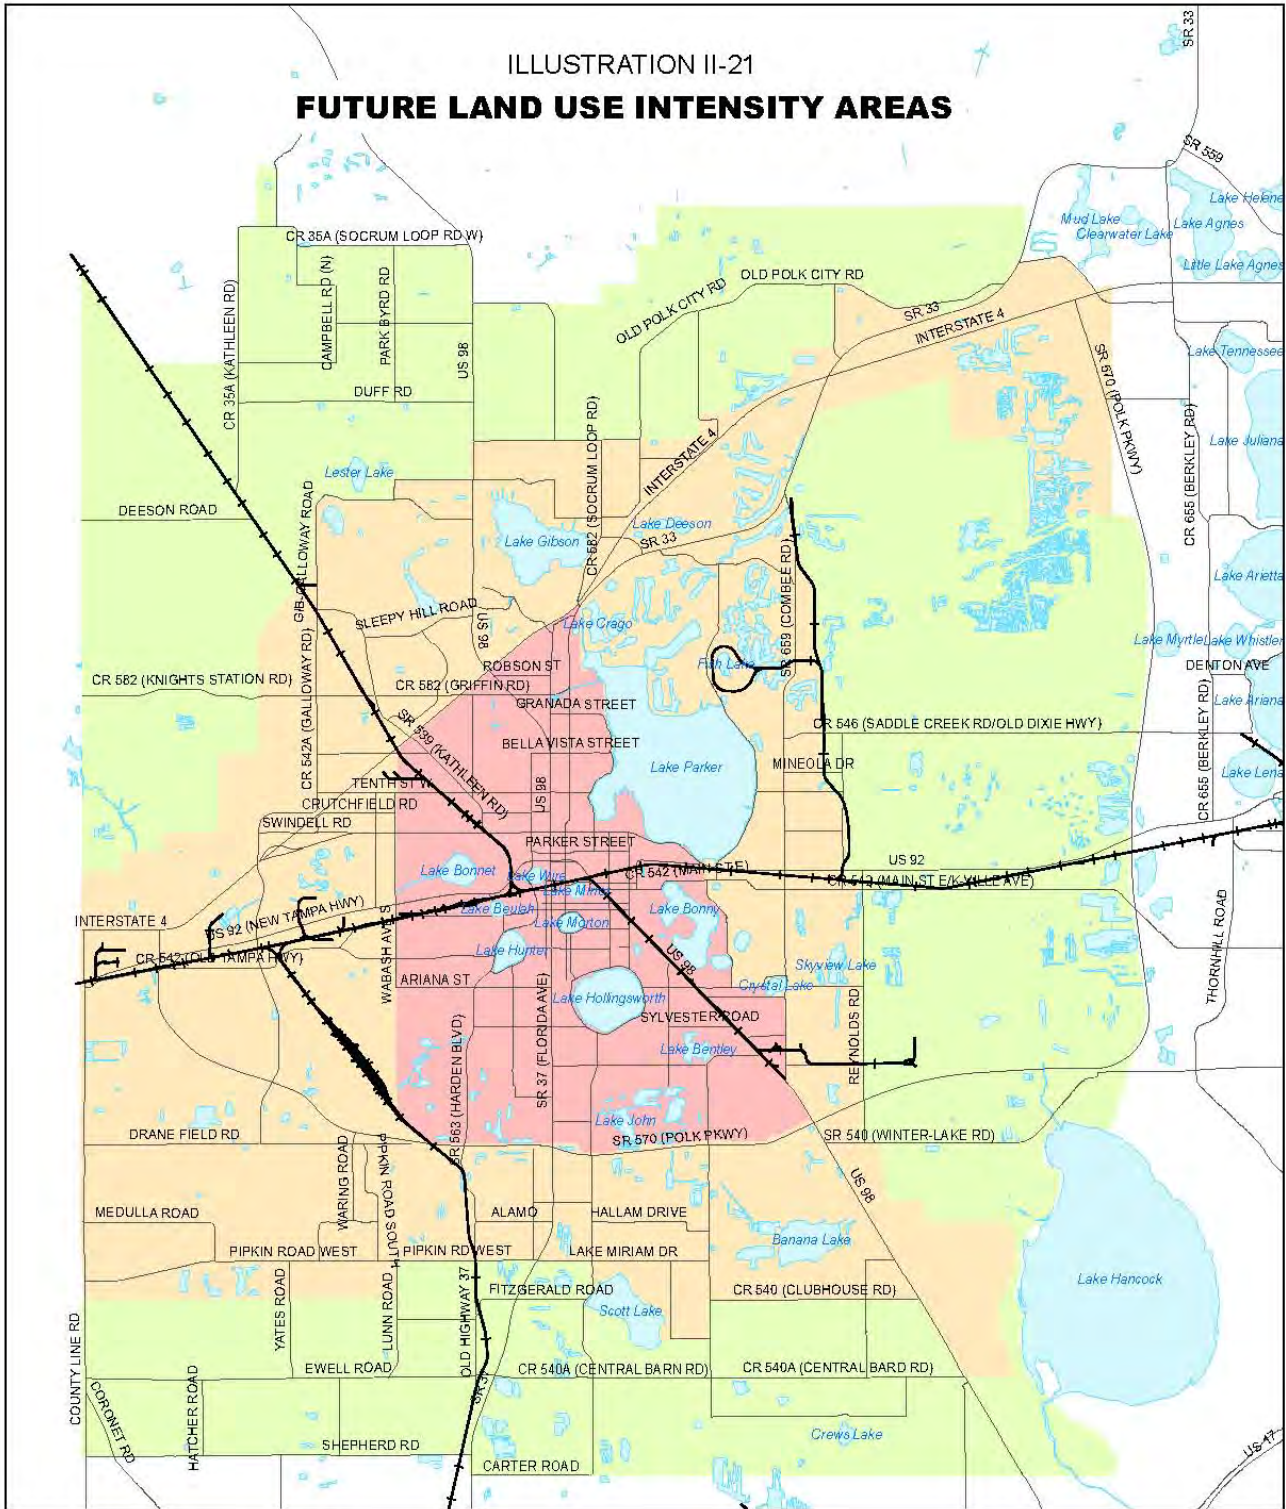 ILLUSTRATION II-21
FUTURE LAND USE INTENSITY AREAS
SR 33
SR 559
Lake Helene
Mud Lake
Lake Agnes
Clearwater Lake
Little Lake Agnes
CR 35A (SOCRUM LOOP RD W)
CAMPBELL RD (N)
PARK BYRD RD
CR 35A (KATHLEEN RD)
US 98
OLD POLK CITY RD
OLD POLK CITY RD
SR 33
INTERSTATE 4
SR 570 (POLK PKWY)
Lake Tennessee
DUFF RD
CR 582 (SOCRUM LOOP RD)
INTERSTATE 4
CR 655 (BERKLEY RD)
Lake Juliana
Lester Lake
DEESON ROAD
Lake Gibson
Lake Deeson
SR 33
SR 659 (COMBEE RD)
Lake Arietta
SLEEPY HILL ROAD
US 98
Lake Crago
Lake Myrtle
Lake Whistler
ROBSON ST
Fish Lake
DENTON AVE
CR 582 (KNIGHTS STATION RD)
CR 542A (GALLOWAY RD)
CR 582 (GRIFFIN RD)
GRANADA STREET
Lake Ariana
SR 539 (KATHLEEN RD)
CR 546 (SADDLE CREEK RD/OLD DIXIE HWY)
BELLA VISTA STREET
Lake Parker
MINEOLA DR
CR 655 (BERKLEY RD)
Lake Lena
TENTH ST W
US 98
CRUTCHFIELD RD
SWINDELL RD
PARKER STREET
Lake Bonnet
Lake Wire
CR 542 (MAIN ST E)
US 92
Lake Mirror
INTERSTATE 4
US 92 (NEW TAMPA HWY)
Lake Beulah
Lake Morton
Lake Bonny
WABASH AVE S
CR 542 (OLD TAMPA HWY)
Lake Hunter
US 98
Skyview Lake
THORNHILL ROAD
ARIANA ST
Crystal Lake
Lake Hollingsworth
SYLVESTER ROAD
REYNOLDS RD
SR 563 (HARDEN BLVD)
SR 37 (FLORIDA AVE)
Lake Bentley
Lake John
DRANE FIELD RD
SR 570 (POLK PKWY)
SR 540 (WINTER-LAKE RD)
WARING ROAD
PIPKIN ROAD SOUTH
US 98
MEDULLA ROAD
ALAMO
HALLAM DRIVE
Banana Lake
PIPKIN ROAD WEST
PIPKIN RD WEST
LAKE MIRIAM DR
Lake Hancock
YATES ROAD
LUNN ROAD
OLD HIGHWAY 37
FITZGERALD ROAD
CR 540 (CLUBHOUSE RD)
Scott Lake
COUNTY LINE RD
EWELL ROAD
CR 540A (CENTRAL BARN RD)
CR 540A (CENTRAL BARD RD)
SR 37
CORONET RD
HATCHER ROAD
SHEPHERD RD
Crews Lake
US 17
CARTER ROAD